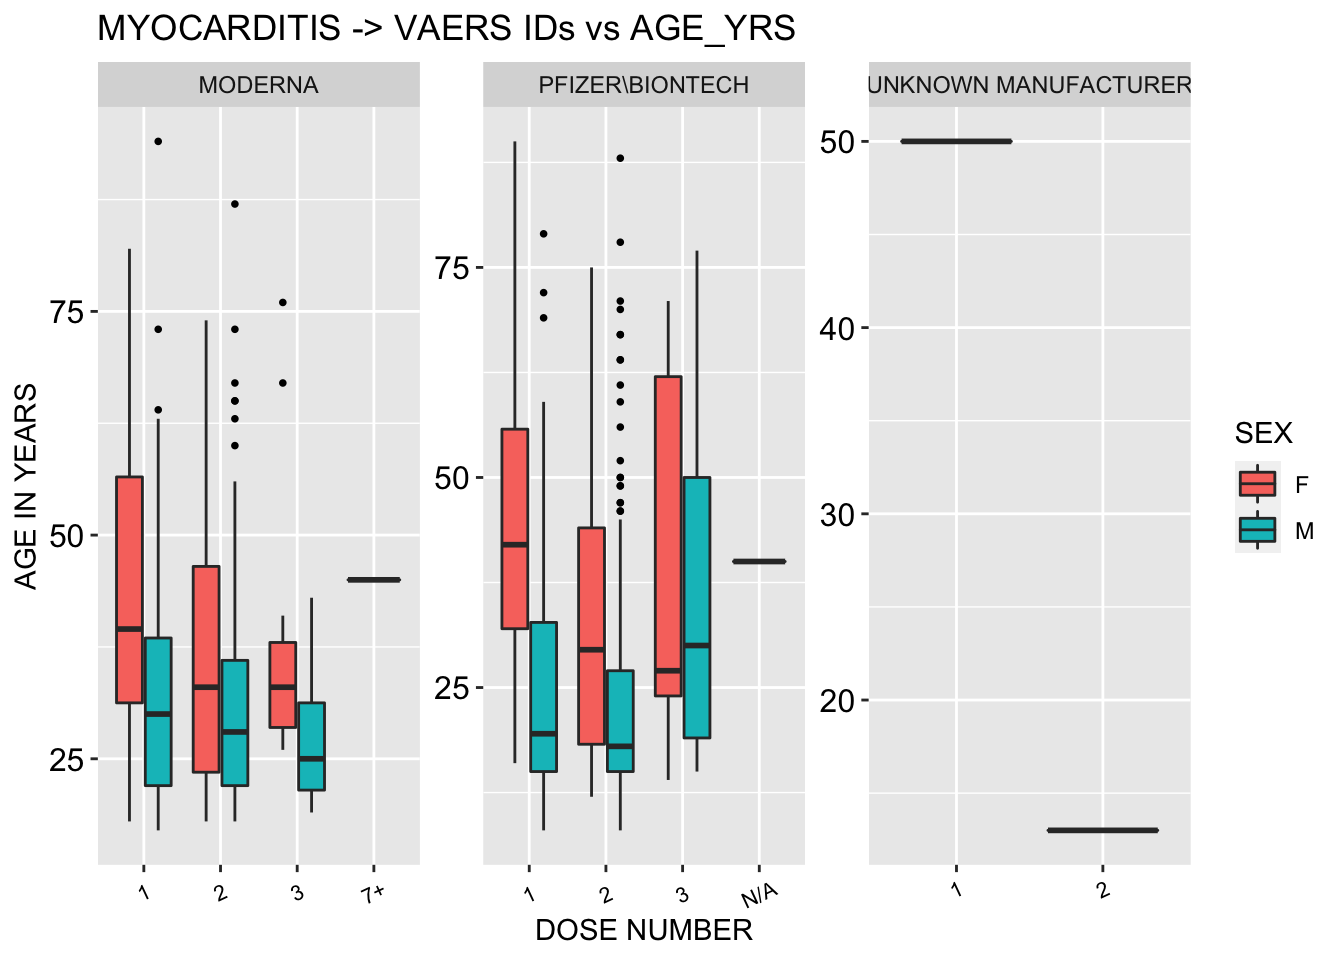 MYOCARDITIS -> VAERS IDs vs AGE_YRS
MODERNA
PFIZER\BIONTECH
UNKNOWN MANUFACTURER
AGE IN YEARS
75
50
25
75
50
25
50
40
30
20
1 2 3 7+
1 2 3 N/A
1 2
DOSE NUMBER
SEX
F
M